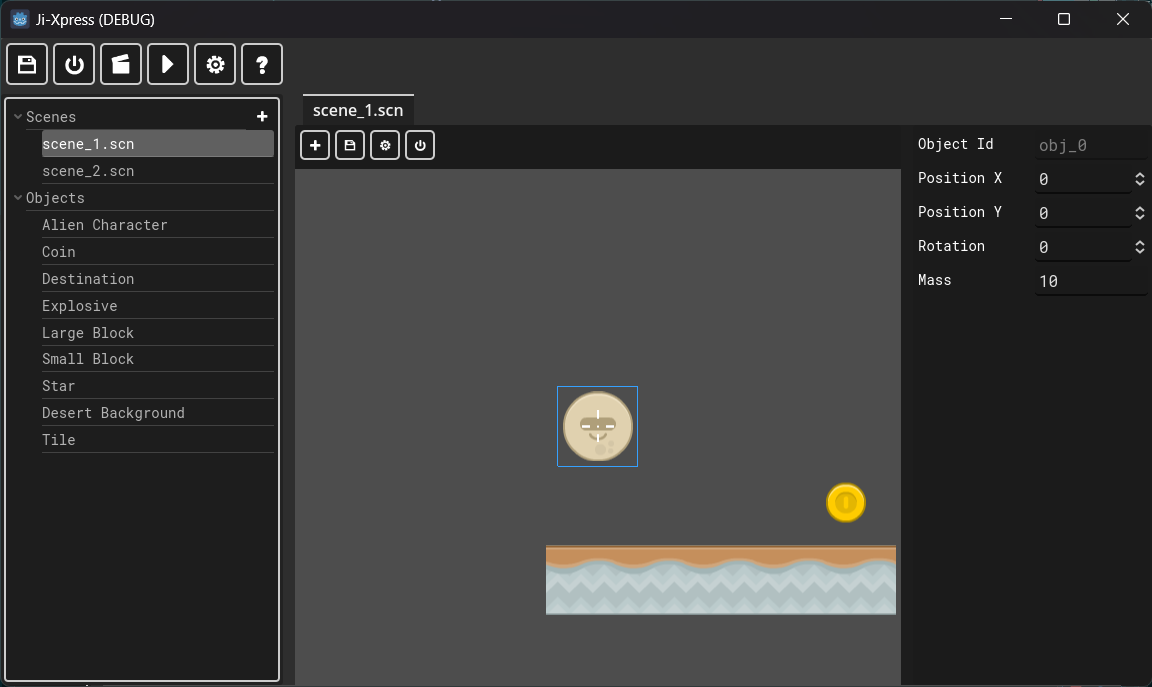 Ji-Xpress (DEBUG)
?
Scenes +
scene_1.scn
scene_2.scn
Objects
Alien Character
Coin
Destination
Explosive
Large Block
Small Block
Star
Desert Background
Tile
scene_1.scn
+
Object Id obj_0
Position X 0
Position Y 0
Rotation 0
Mass 10